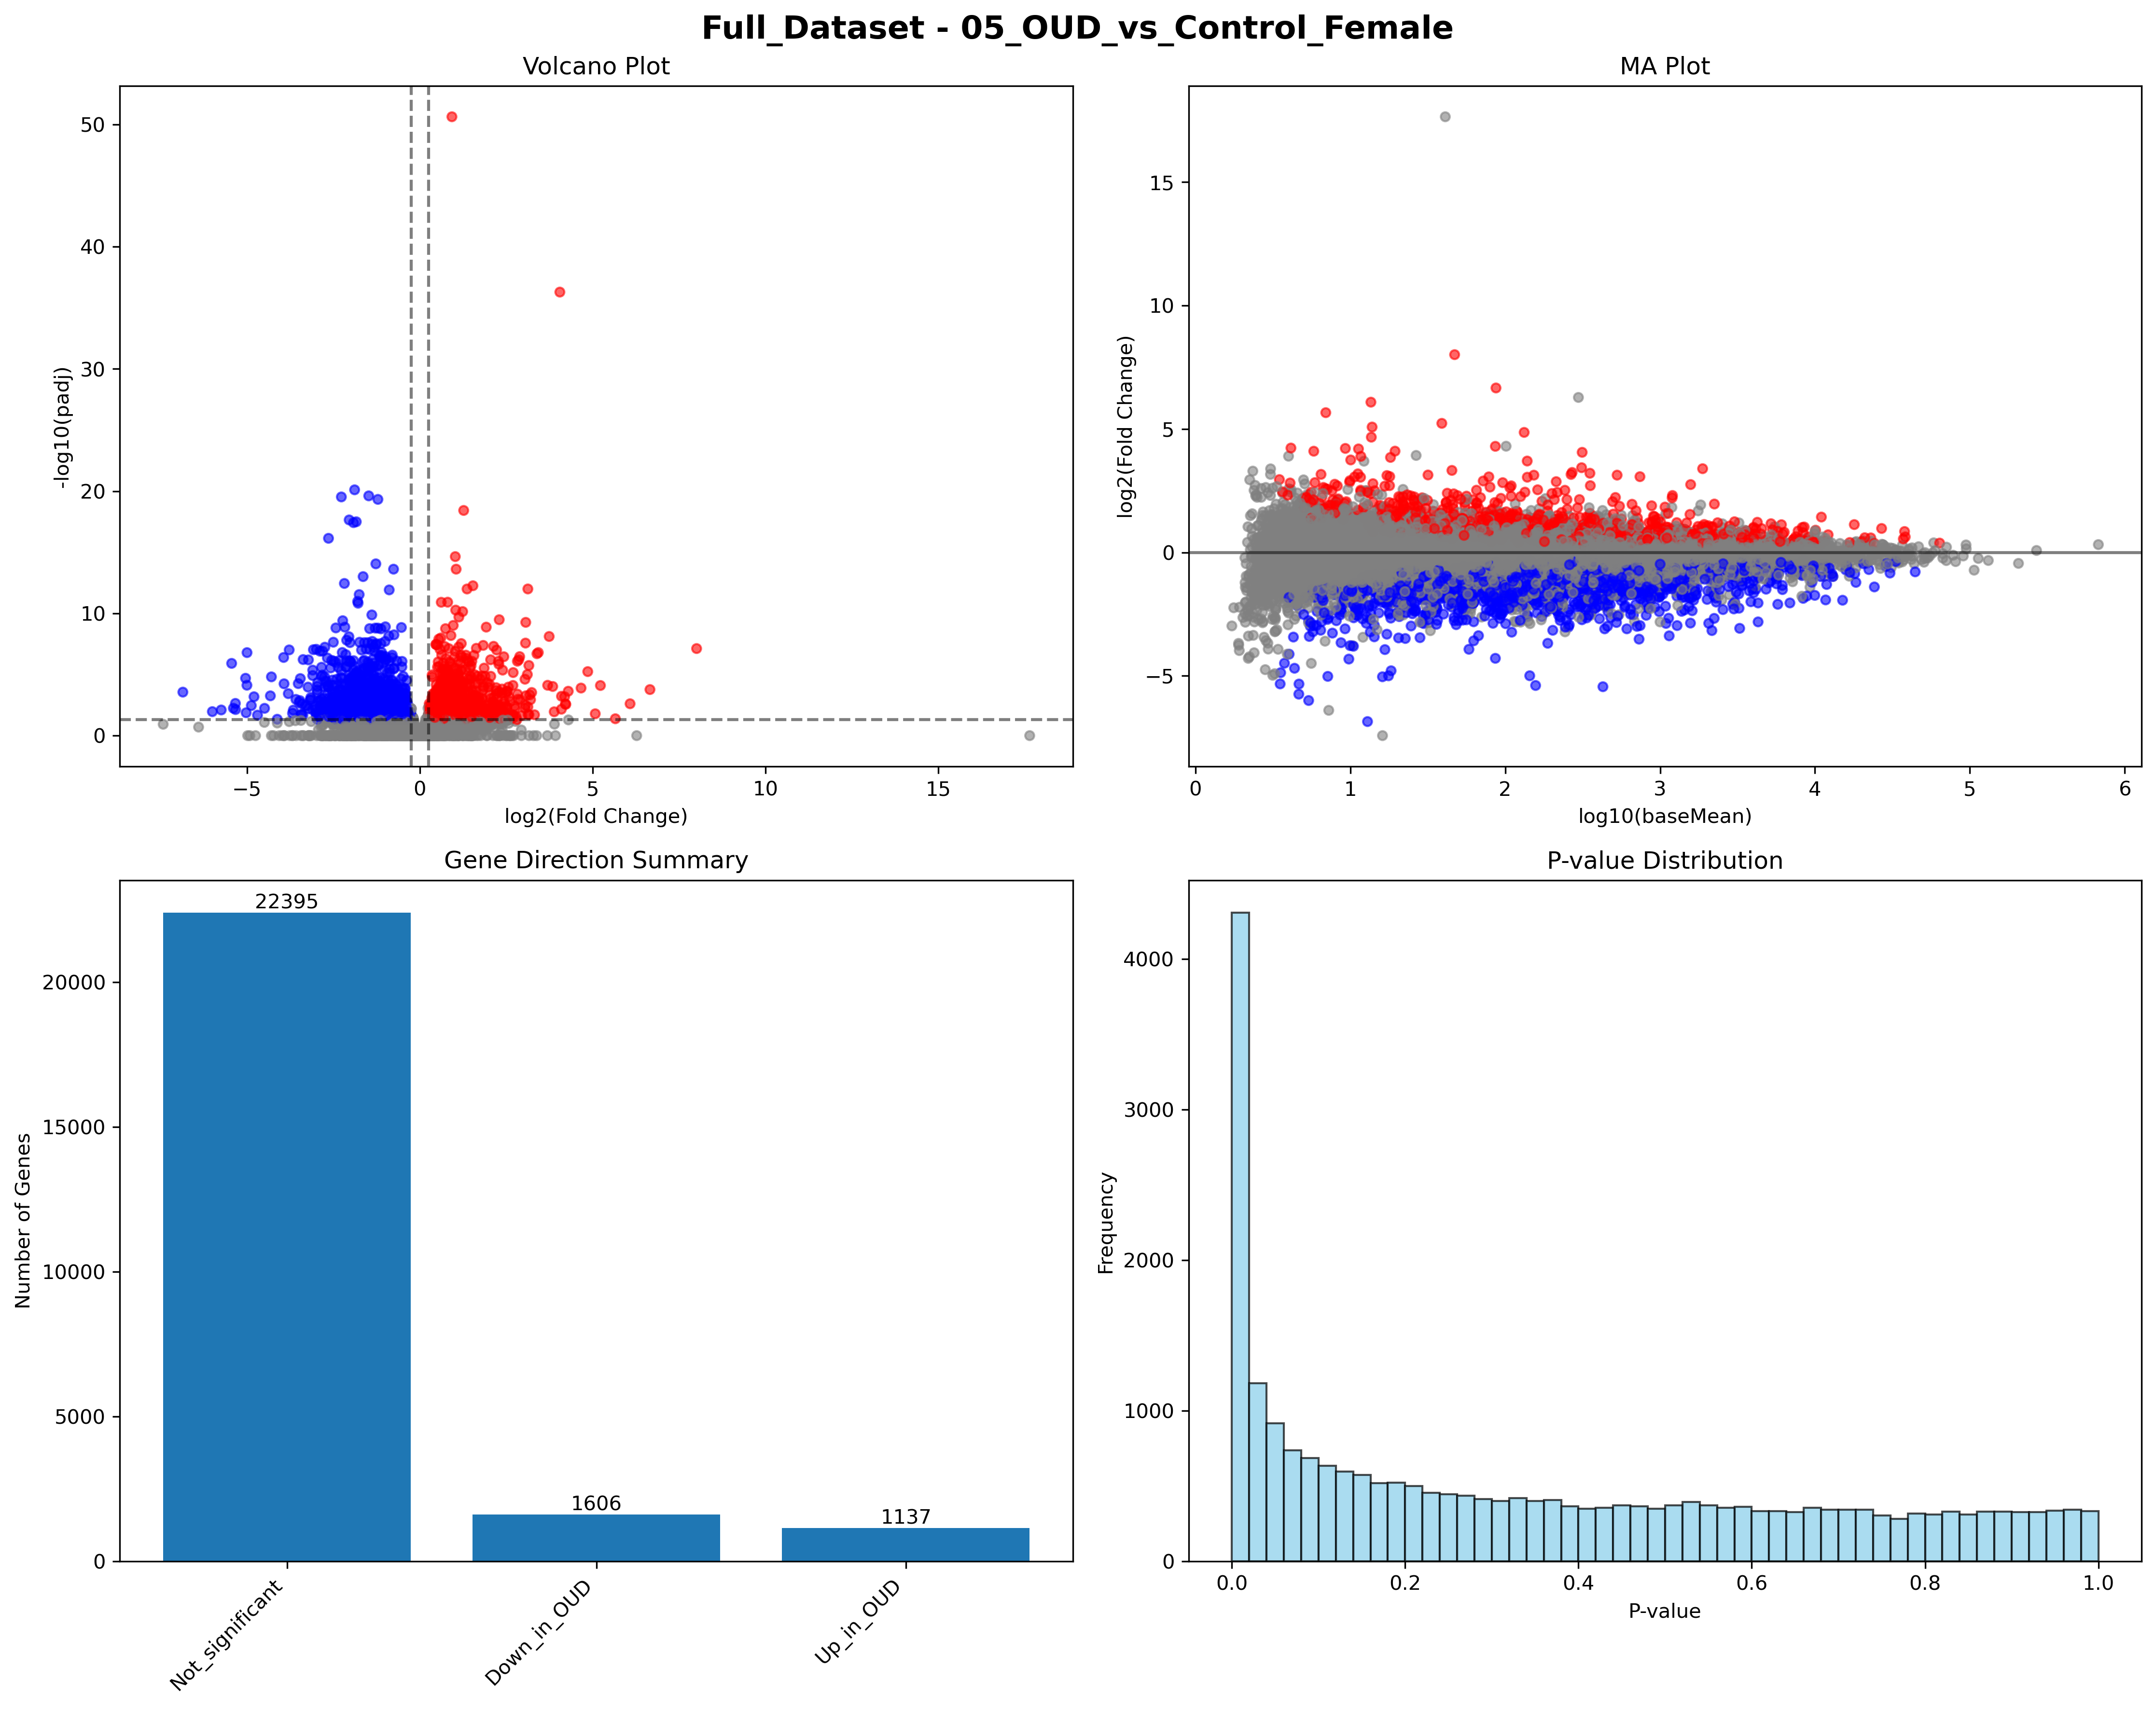 Full_Dataset - 05_OUD_vs_Control_Female
Volcano Plot
50
40
30
20
10
0
-log10(padj)
−5
0
5
10
15
log2(Fold Change)
MA Plot
15
10
5
0
−5
log2(Fold Change)
0
1
2
3
4
5
6
log10(baseMean)
Gene Direction Summary
22395
1606
1137
20000
15000
10000
5000
0
Number of Genes
Not_significant
Down_in_OUD
Up_in_OUD
P-value Distribution
4000
3000
2000
1000
0
Frequency
0.0
0.2
0.4
0.6
0.8
1.0
P-value